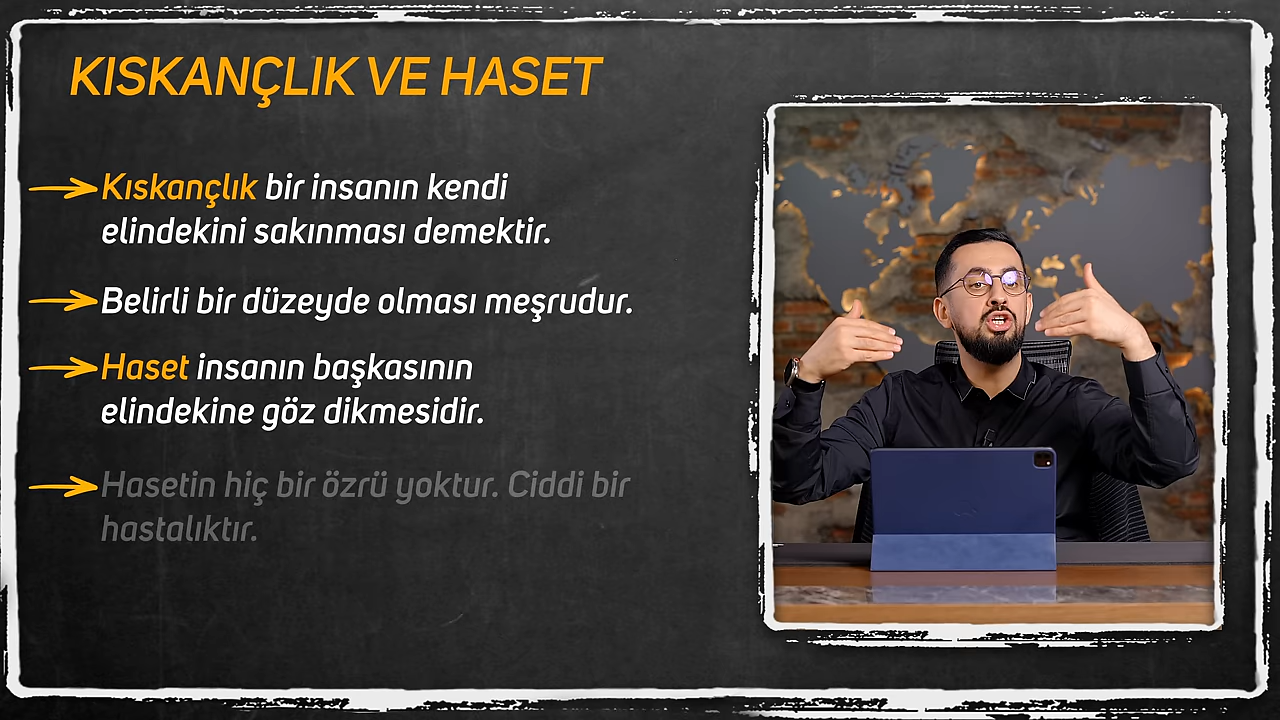 KISKANÇLIK VE HASET
Kıskançlık bir insanın kendi
elindekini sakınması demektir.
Belirli bir düzeyde olması meşrudur.
Haset insanın başkasının
elindekine göz dikmesidir.
Hasetin hiç bir özrü yoktur. Ciddi bir
hastalıktır.